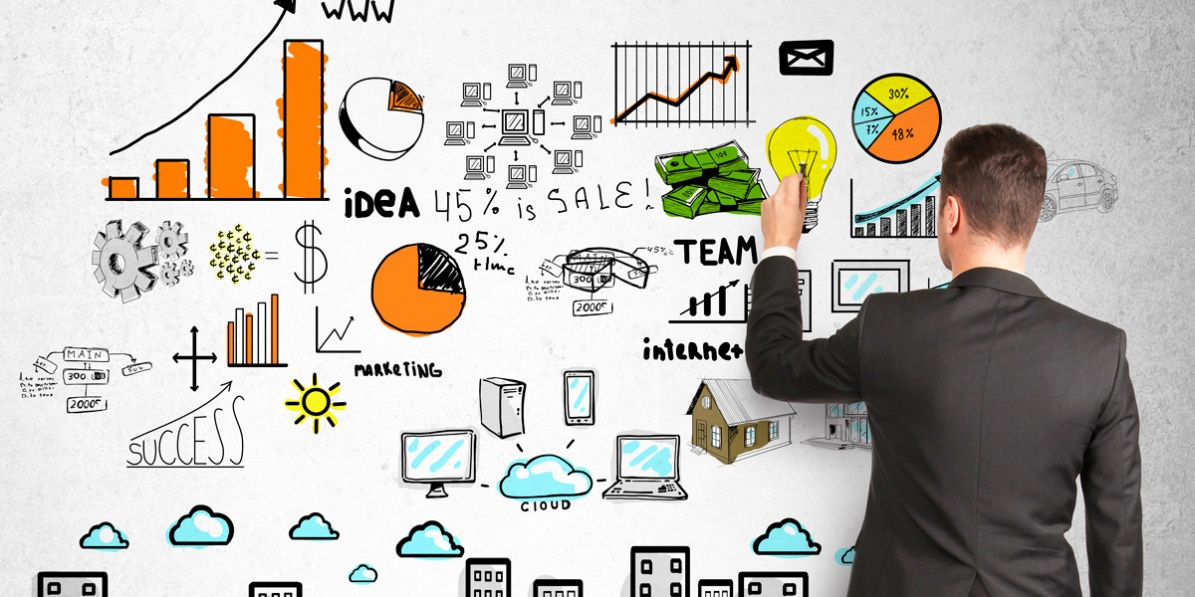 WWW
30%
15%
7%
48%
iDEA
45% is SALE!
25%
TEAM
45%
MAIN
300
2000$
internet
MARKETING
MAIN
300
2000$
SUCCESS
CLOUD